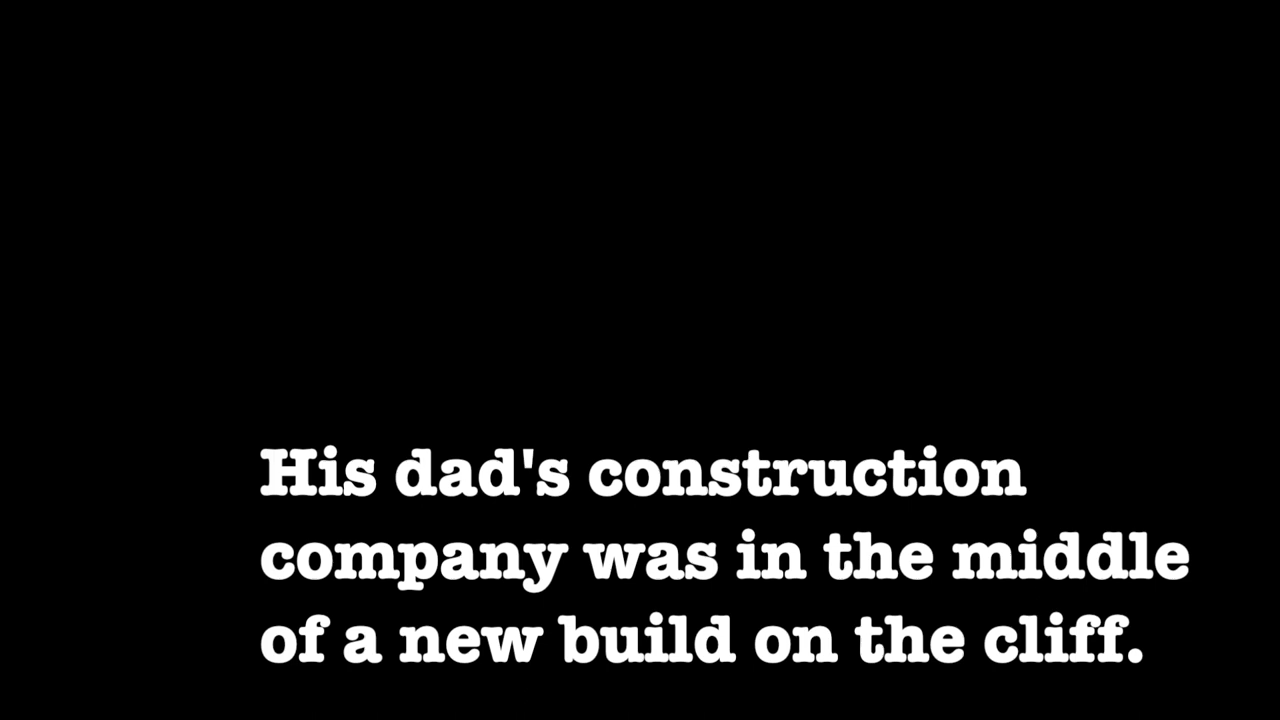 His dad's construction
company was in the middle
of a new build on the cliff.